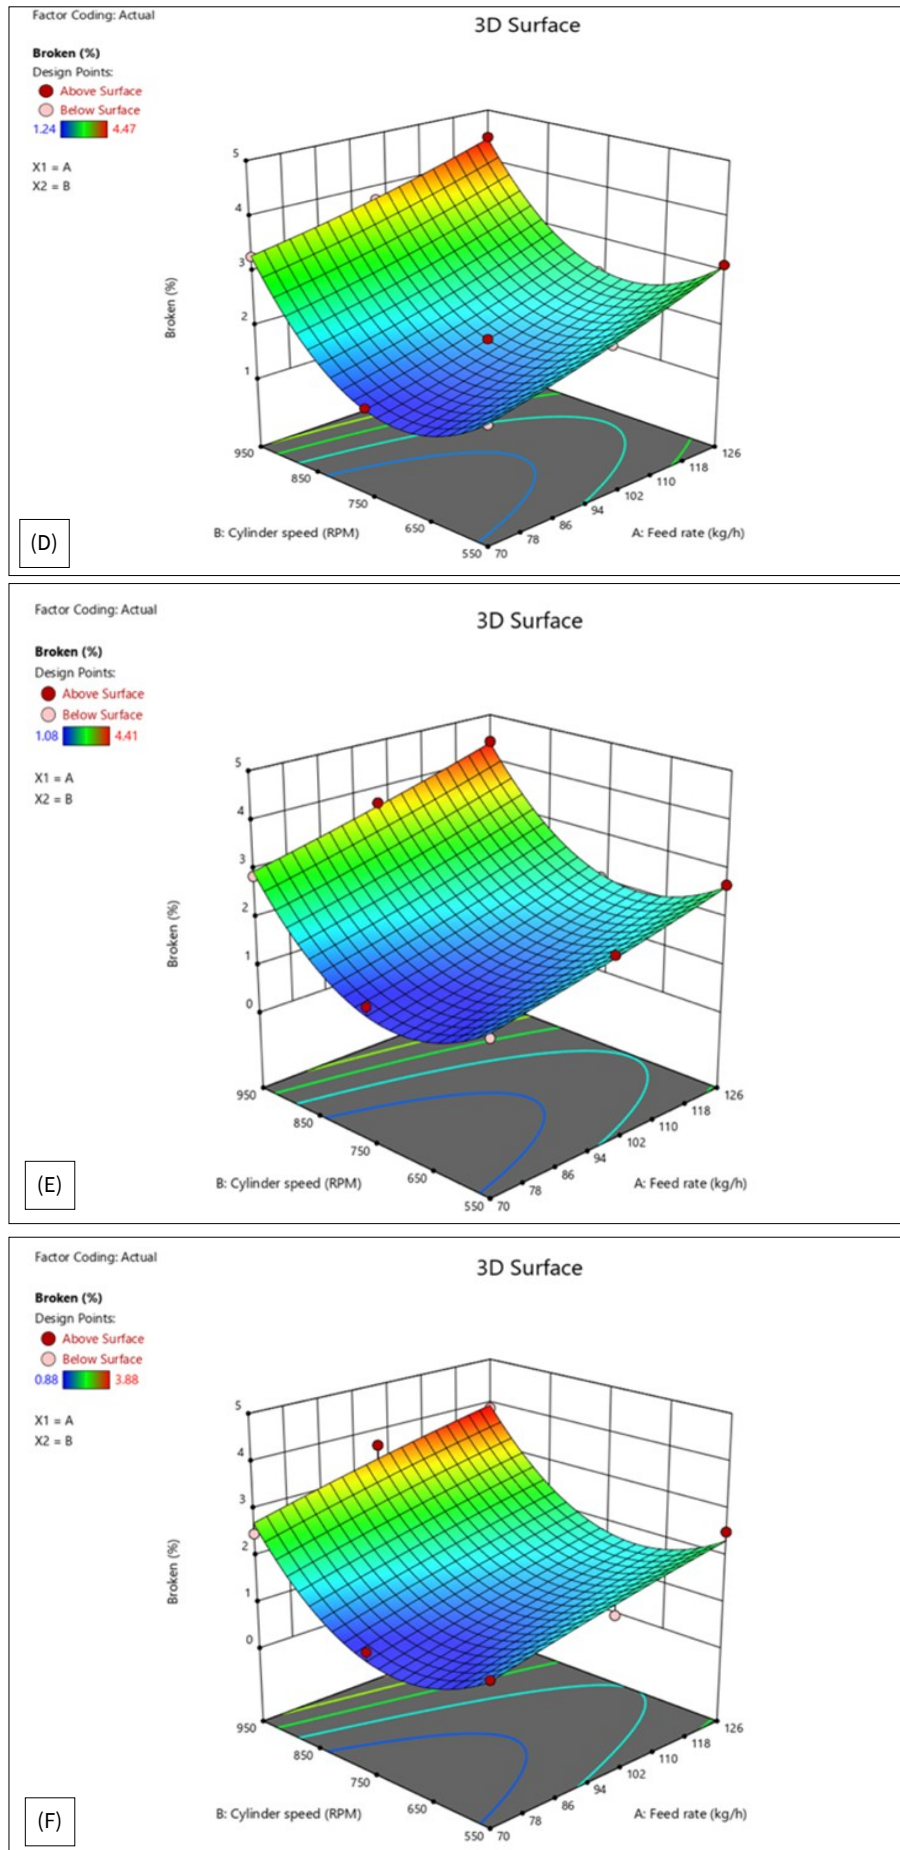 Factor Coding: Actual
3D Surface
Broken (%)
Design Points:
Above Surface
Below Surface
1.24 4.47
X1 = A
X2 = B
5
4
3
2
1
Broken (%)
950
850
750
650
550
B: Cylinder speed (RPM)
70
78
86
94
102
110
118
126
A: Feed rate (kg/h)
(D)
Factor Coding: Actual
3D Surface
Broken (%)
Design Points:
Above Surface
Below Surface
1.08 4.41
X1 = A
X2 = B
5
4
3
2
1
0
Broken (%)
950
850
750
650
550
B: Cylinder speed (RPM)
70
78
86
94
102
110
118
126
A: Feed rate (kg/h)
(E)
Factor Coding: Actual
3D Surface
Broken (%)
Design Points:
Above Surface
Below Surface
0.88 3.88
X1 = A
X2 = B
5
4
3
2
1
0
Broken (%)
950
850
750
650
550
B: Cylinder speed (RPM)
70
78
86
94
102
110
118
126
A: Feed rate (kg/h)
(F)